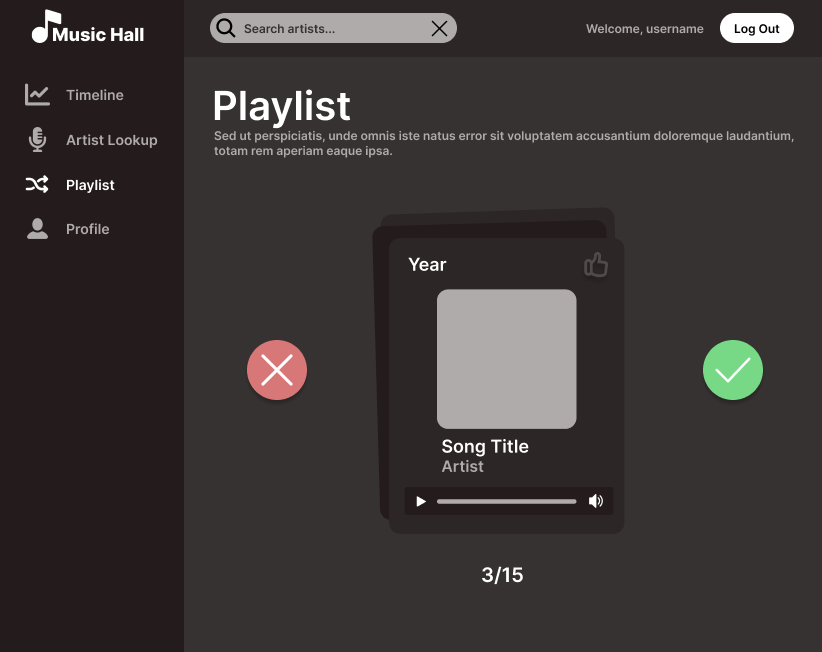 Music Hall
Search artists...
Welcome, username
Log Out
Timeline
Artist Lookup
Playlist
Profile
Playlist
Sed ut perspiciatis, unde omnis iste natus error sit voluptatem accusantium doloremque laudantium,
totam rem aperiam eaque ipsa.
Year
Song Title
Artist
3/15